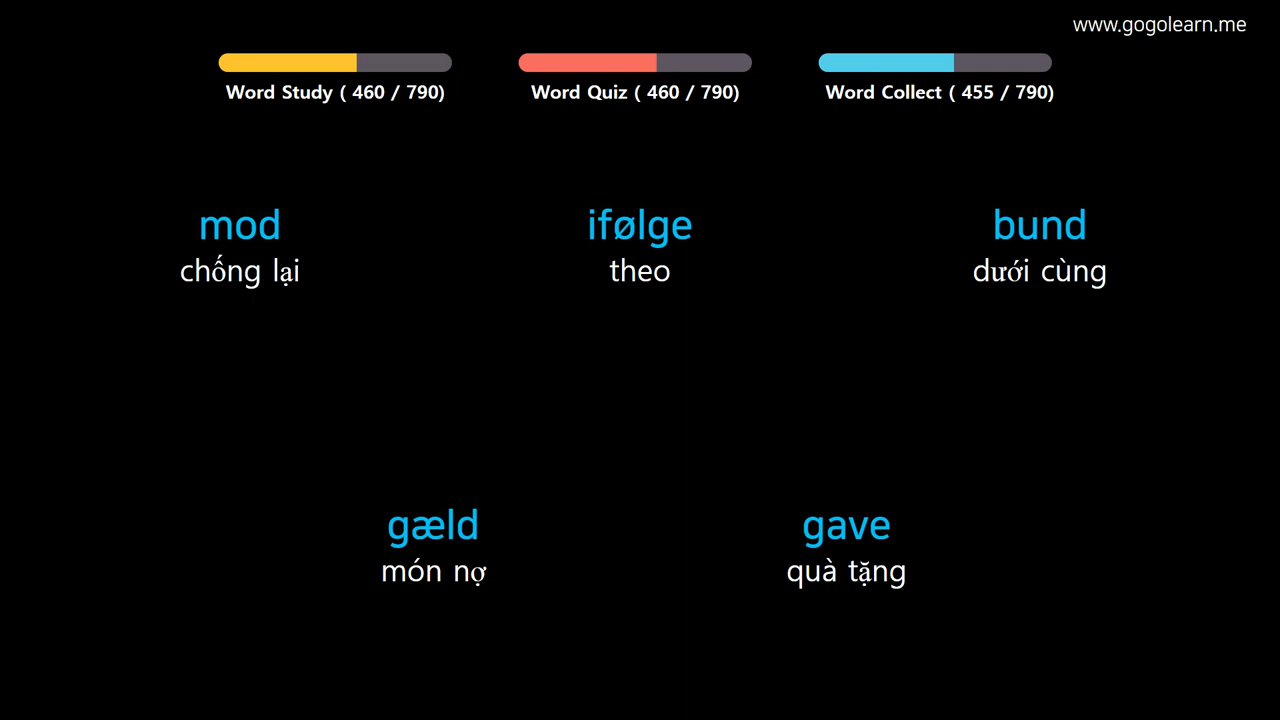 www.gogolearn.me
Word Study ( 460 / 790)
Word Quiz ( 460 / 790)
Word Collect ( 455 / 790)
mod
chống lại
ifølge
theo
bund
dưới cùng
gæld
món nợ
gave
quà tặng